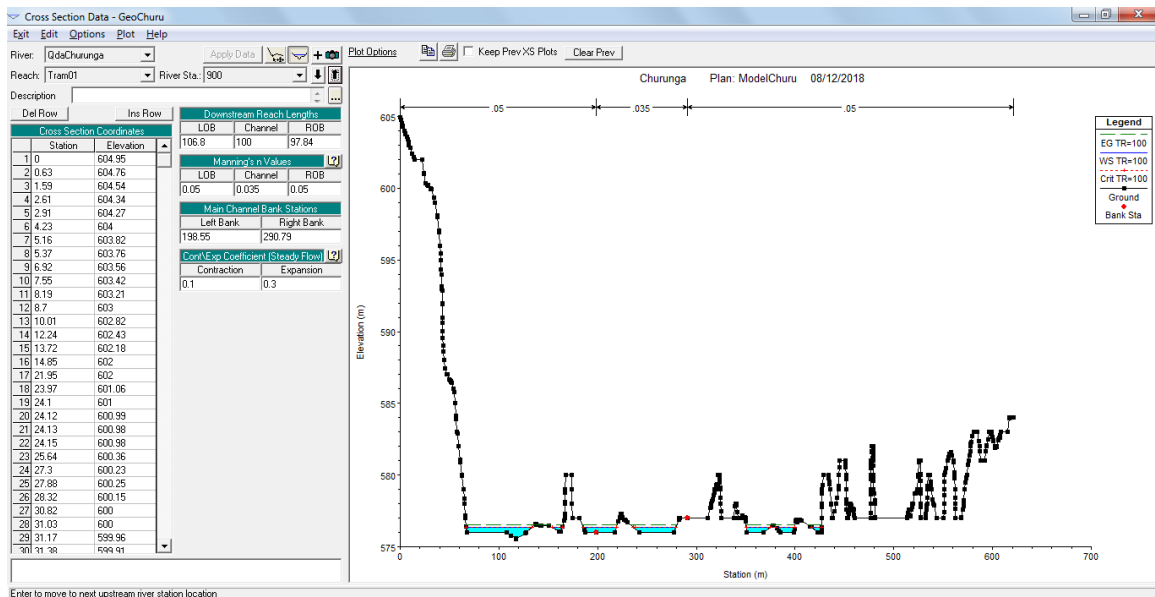 Cross Section Data - GeoChuru
Exit Edit Options Plot Help
River: QdaChurunga Apply Data Plot Options Keep Prev XS Plots Clear Prev
Reach: Tram01 River Sta.: 900
Description ...
Del Row Ins Row
Cross Section Coordinates
Station Elevation
1 0 604.95
2 0.63 604.76
3 1.59 604.54
4 2.61 604.34
5 2.91 604.27
6 4.23 604
7 5.16 603.82
8 5.37 603.76
9 6.92 603.56
10 7.55 603.42
11 8.19 603.21
12 8.7 603
13 10.01 602.82
14 12.24 602.43
15 13.72 602.18
16 14.85 602
17 21.95 602
18 23.97 601.06
19 24.1 601
20 24.12 600.99
21 24.13 600.98
22 24.15 600.98
23 25.64 600.36
24 27.3 600.23
25 27.88 600.25
26 28.32 600.15
27 30.82 600
28 31.03 600
29 31.17 599.96
30 31.38 599.91
Downstream Reach Lengths
LOB Channel ROB
106.8 100 97.84
Manning's n Values ?
LOB Channel ROB
0.05 0.035 0.05
Main Channel Bank Stations
Left Bank Right Bank
198.55 290.79
Cont\Exp Coefficient (Steady Flow) ?
Contraction Expansion
0.1 0.3
Churunga Plan: ModelChuru 08/12/2018
.05 .035 .05
605
600
595
590
585
580
575
Elevation (m)
0 100 200 300 400 500 600 700
Station (m)
Legend
EG TR=100
WS TR=100
Crit TR=100
Ground
Bank Sta
Enter to move to next upstream river station location